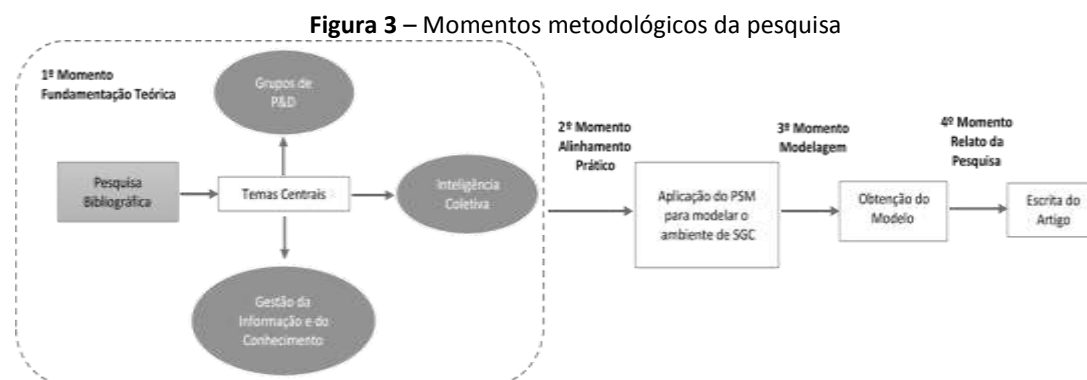 Figura 3 – Momentos metodológicos da pesquisa
1º Momento
Fundamentação Teórica
Grupos de
P&D
Pesquisa
Bibliográfica
Temas Centrais
Inteligência
Coletiva
Gestão da
Informação e do
Conhecimento
2º Momento
Alinhamento
Prático
Aplicação do PSM
para modelar o
ambiente de SGC
3º Momento
Modelagem
Obtenção do
Modelo
4º Momento
Relato da
Pesquisa
Escrita do
Artigo